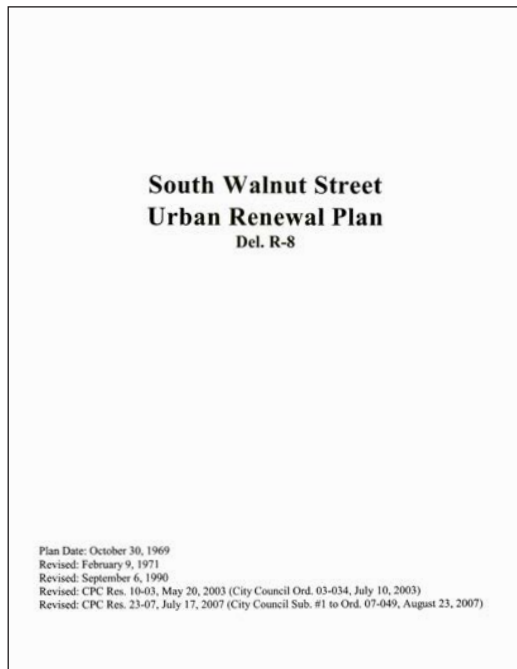 South Walnut Street
Urban Renewal Plan
Del. R-8
Plan Date: October 30, 1969
Revised: February 9, 1971
Revised: September 6, 1990
Revised: CPC Res. 10-03, May 20, 2003 (City Council Ord. 03-034, July 10, 2003)
Revised: CPC Res. 23-07, July 17, 2007 (City Council Sub. #1 to Ord. 07-049, August 23, 2007)